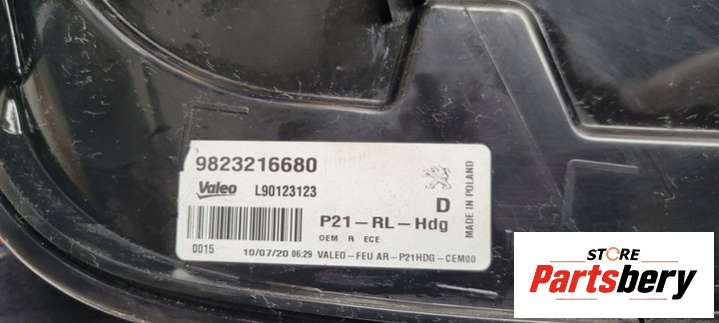 9823216680
Valeo L90123123
D
P21-RL-Hdg
OEM R ECE
MADE IN POLAND
0015 10/07/20 06:29 VALEO-FEU AR-P21HDG-CEM00
STORE
Partsbery